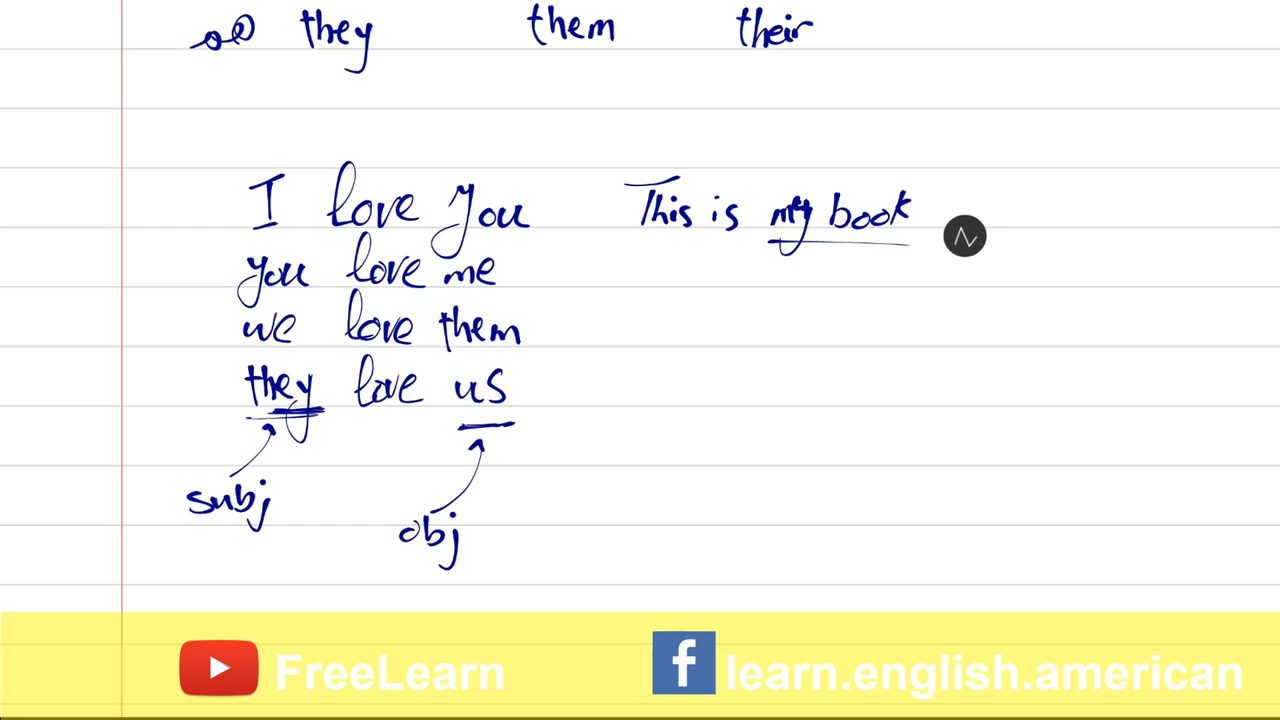 they them their
I love you This is my book
you love me
we love them
they love us
subj
obj
FreeLearn learn.english.american